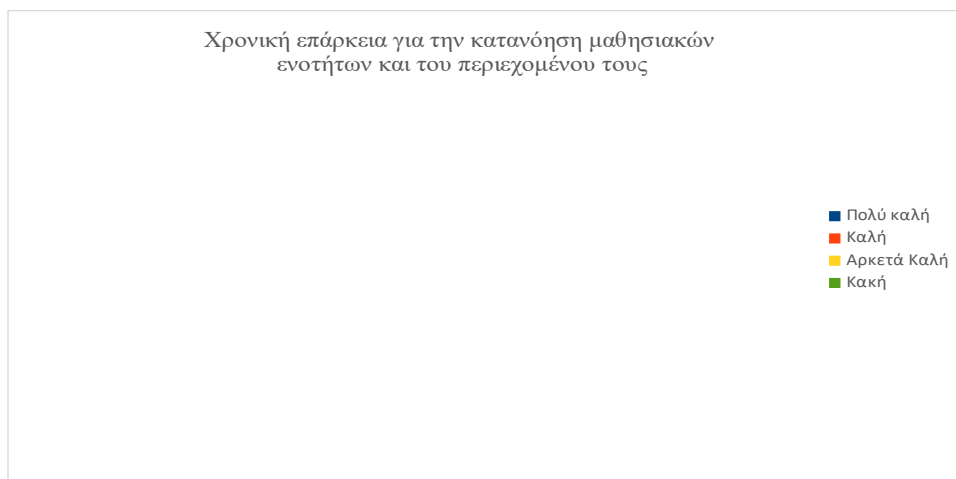 Χρονική επάρκεια για την κατανόηση μαθησιακών
ενοτήτων και του περιεχομένου τους
Πολύ καλή
Καλή
Αρκετά Καλή
Κακή